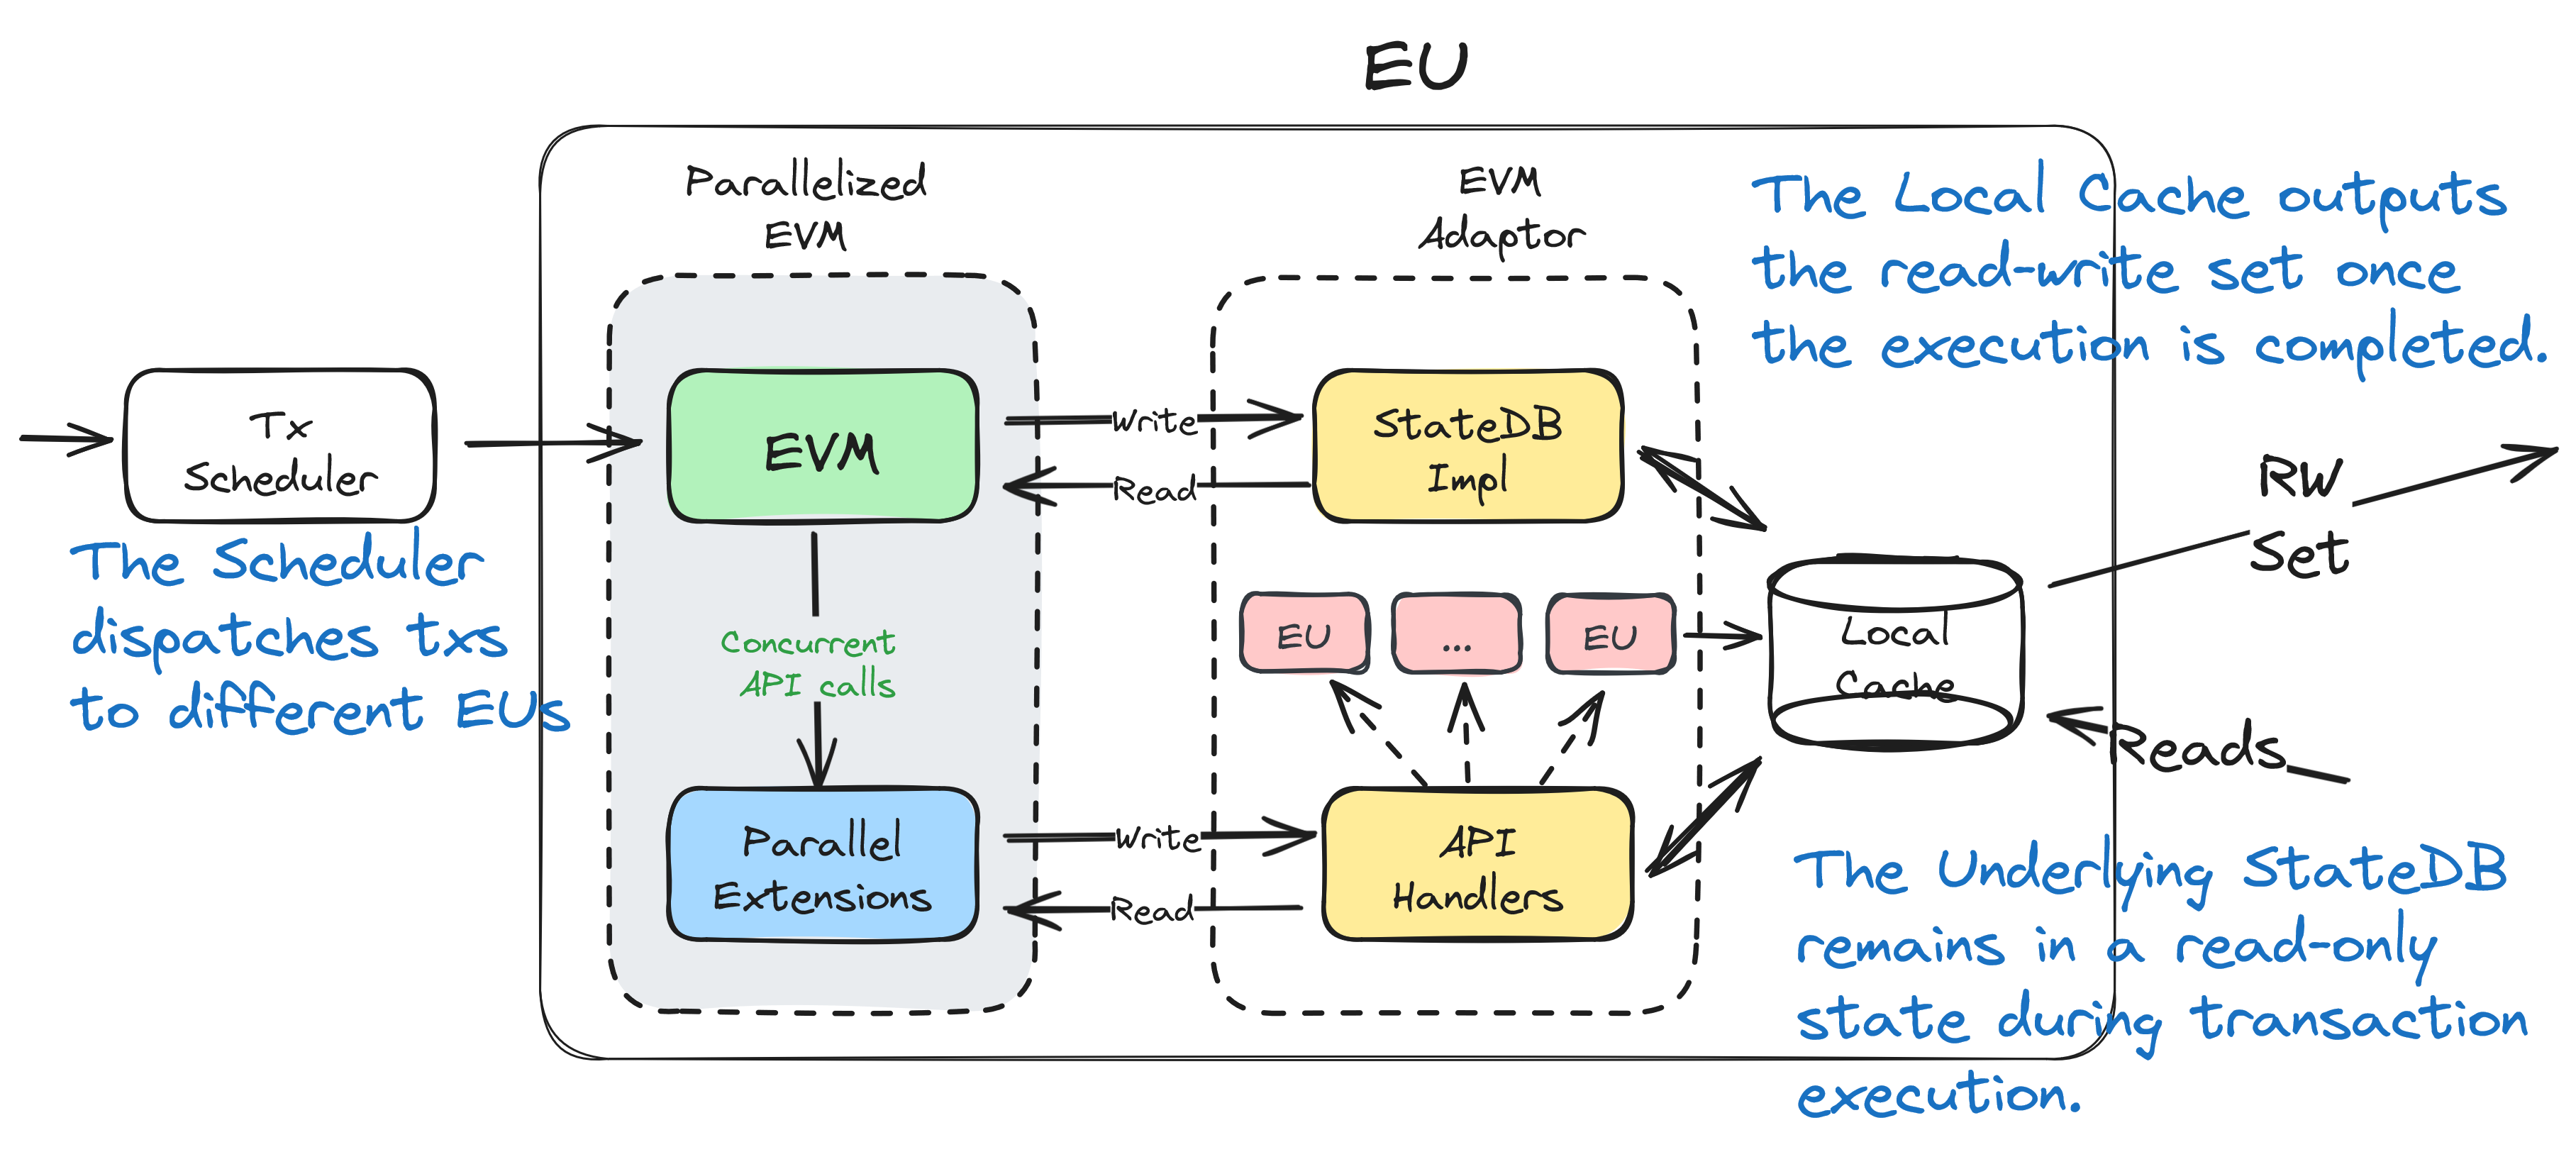 EU
Parallelized
EVM
EVM
Adaptor
The Local Cache outputs
the read-write set once
the execution is completed.
Tx
Scheduler
The Scheduler
dispatches txs
to different EUs
EVM
Write
Read
StateDB
Impl
Concurrent
API calls
EU
...
EU
Local
Cache
RW
Set
Reads
Parallel
Extensions
Write
Read
API
Handlers
The Underlying StateDB
remains in a read-only
state during transaction
execution.